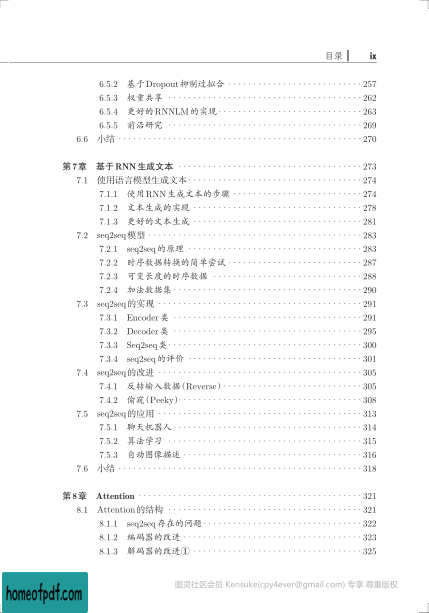 目录 ix
6.5.2 基于Dropout抑制过拟合 257
6.5.3 权重共享 262
6.5.4 更好的RNNLM的实现 263
6.5.5 前沿研究 269
6.6 小结 270
第7章 基于RNN生成文本 273
7.1 使用语言模型生成文本 274
7.1.1 使用RNN生成文本的步骤 274
7.1.2 文本生成的实现 278
7.1.3 更好的文本生成 281
7.2 seq2seq模型 283
7.2.1 seq2seq的原理 283
7.2.2 时序数据转换的简单尝试 287
7.2.3 可变长度的时序数据 288
7.2.4 加法数据集 290
7.3 seq2seq的实现 291
7.3.1 Encoder类 291
7.3.2 Decoder类 295
7.3.3 Seq2seq类 300
7.3.4 seq2seq的评价 301
7.4 seq2seq的改进 305
7.4.1 反转输入数据(Reverse) 305
7.4.2 偷窥(Peeky) 308
7.5 seq2seq的应用 313
7.5.1 聊天机器人 314
7.5.2 算法学习 315
7.5.3 自动图像描述 316
7.6 小结 318
第8章 Attention 321
8.1 Attention的结构 321
8.1.1 seq2seq存在的问题 322
8.1.2 编码器的改进 323
8.1.3 解码器的改进① 325
图灵社区会员 Kensuke(cpy4ever@gmail.com) 专享 尊重版权
homeofpdf.com